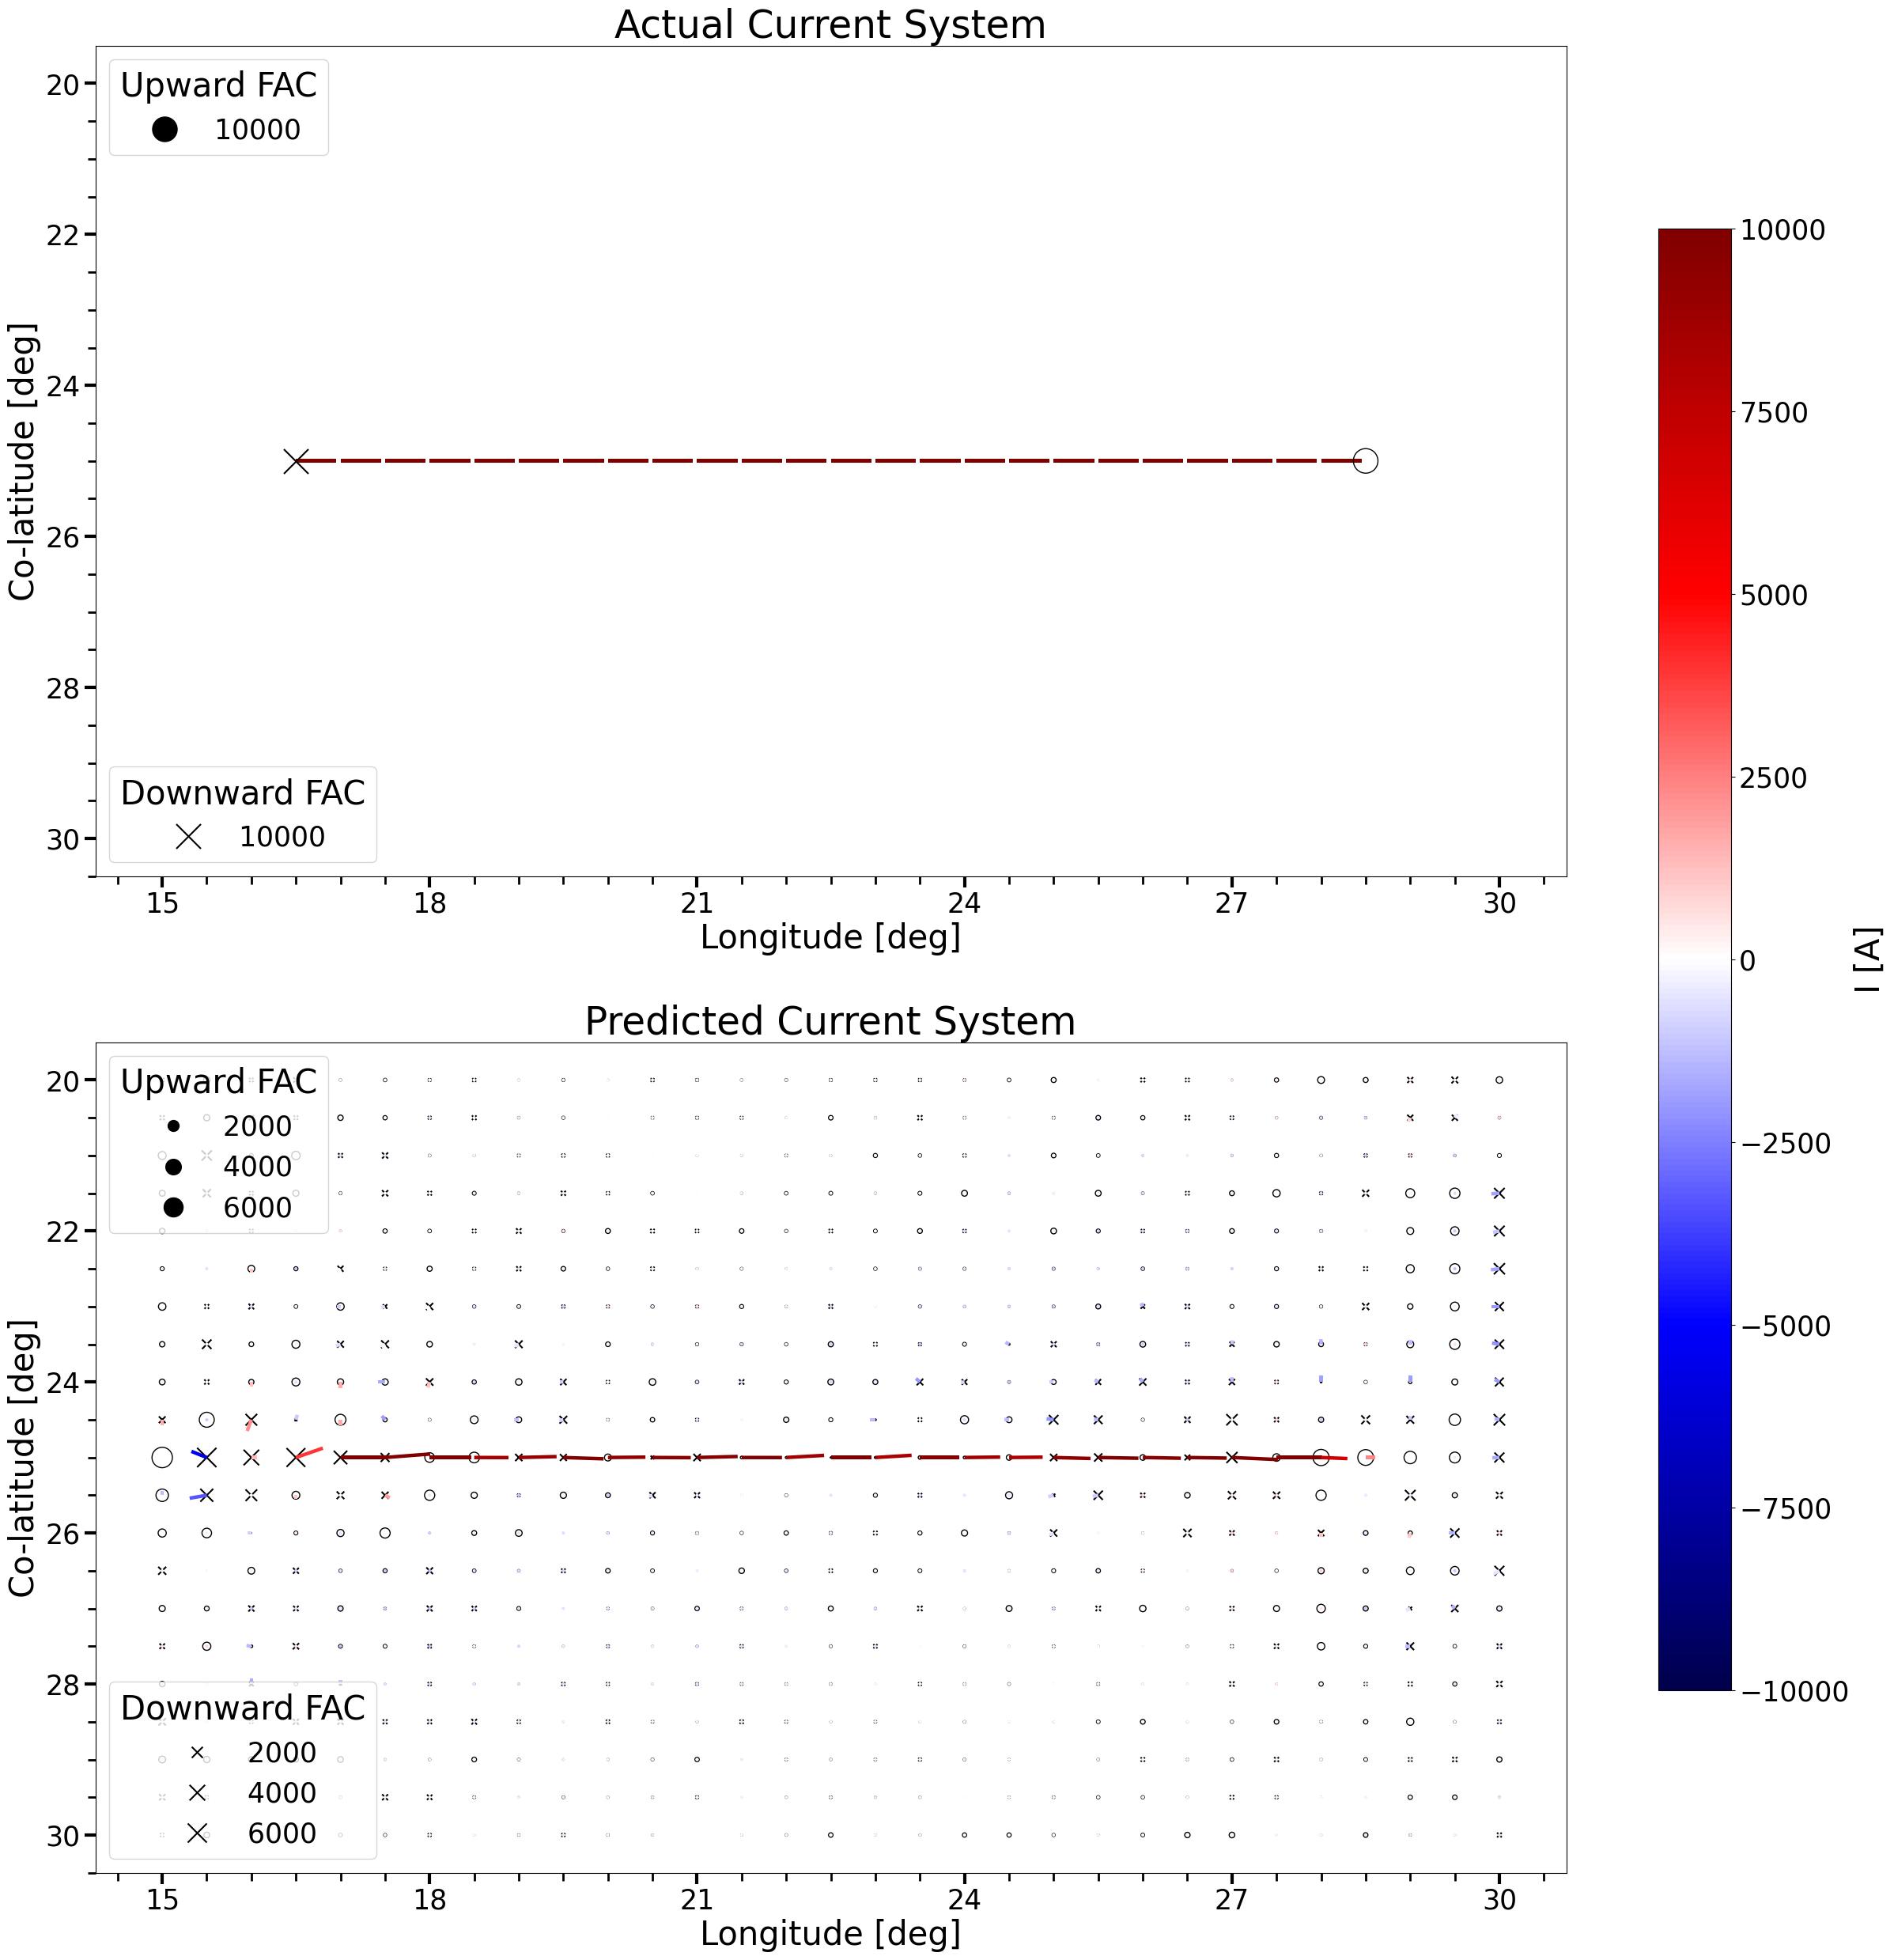 Actual Current System
Upward FAC
10000
Downward FAC
10000
20
22
24
26
28
30
Co-latitude [deg]
15 18 21 24 27 30
Longitude [deg]
Predicted Current System
Upward FAC
2000
4000
6000
Downward FAC
2000
4000
6000
20
22
24
26
28
30
Co-latitude [deg]
15 18 21 24 27 30
Longitude [deg]
10000
7500
5000
2500
0
−2500
−5000
−7500
−10000
I [A]